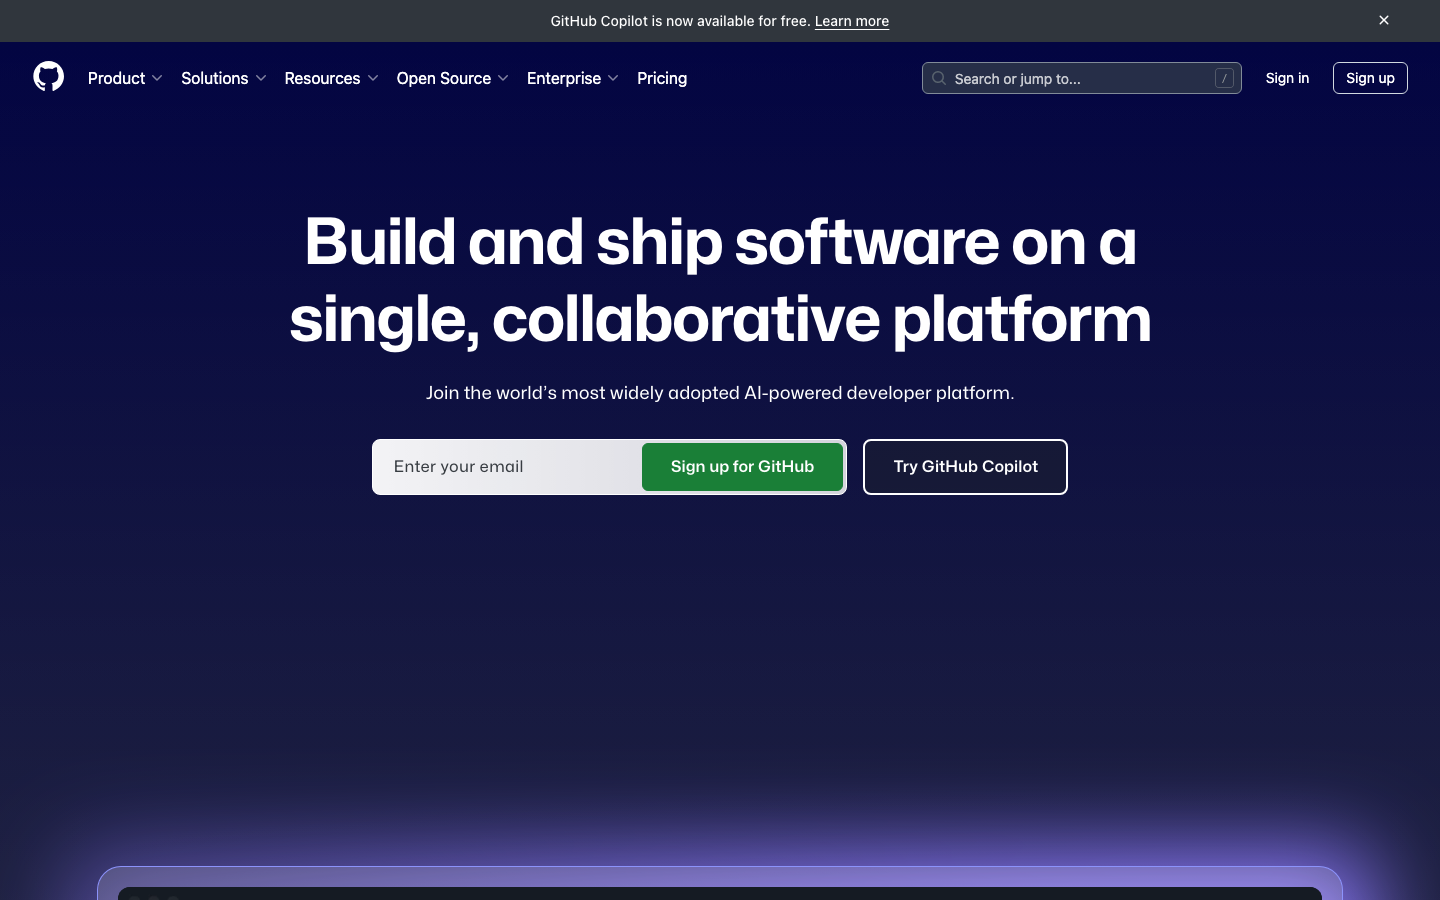 GitHub Copilot is now available for free. Learn more
Product
Solutions
Resources
Open Source
Enterprise
Pricing
Search or jump to...
/
Sign in
Sign up
Build and ship software on a
single, collaborative platform
Join the world’s most widely adopted AI-powered developer platform.
Enter your email
Sign up for GitHub
Try GitHub Copilot